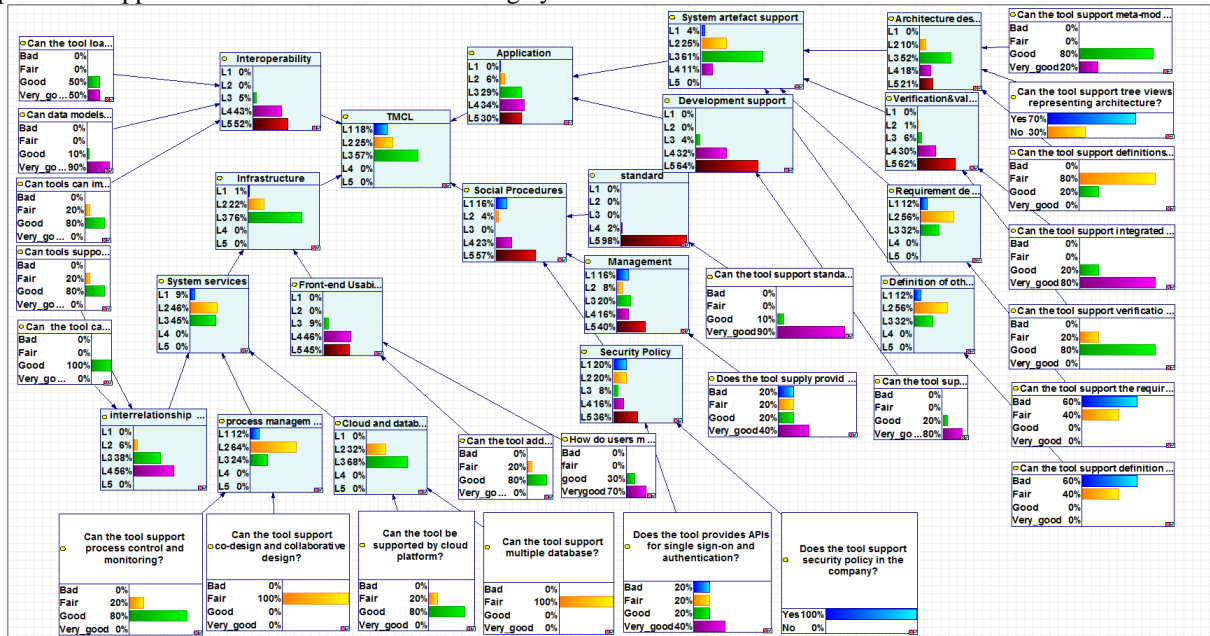 Can the tool loa...
Bad 0%
Fair 0%
Good 50%
Very_go ... 50%
Can data models...
Bad 0%
Fair 0%
Good 10%
Very_go... 90%
Can tools can im...
Bad 0%
Fair 20%
Good 80%
Very_go ... 0%
Can tools suppo...
Bad 0%
Fair 20%
Good 80%
Very_go ... 0%
Can the tool ca...
Bad 0%
Fair 0%
Good 100%
Very_go ... 0%
Interoperability
L1 0%
L2 0%
L3 5%
L4 43%
L5 52%
TMCL
L1 18%
L2 25%
L3 57%
L4 0%
L5 0%
Infrastructure
L1 1%
L2 22%
L3 76%
L4 0%
L5 0%
System services
L1 9%
L2 46%
L3 45%
L4 0%
L5 0%
Front-end Usabi...
L1 0%
L2 0%
L3 9%
L4 46%
L5 45%
interrelationship ...
L1 0%
L2 6%
L3 38%
L4 56%
L5 0%
process managem ...
L1 12%
L2 64%
L3 24%
L4 0%
L5 0%
Cloud and datab...
L1 0%
L2 32%
L3 68%
L4 0%
L5 0%
Application
L1 0%
L2 6%
L3 29%
L4 34%
L5 30%
Social Procedures
L1 16%
L2 4%
L3 0%
L4 23%
L5 57%
System artefact support
L1 4%
L2 25%
L3 61%
L4 11%
L5 0%
Development support
L1 0%
L2 0%
L3 4%
L4 32%
L5 64%
standard
L1 0%
L2 0%
L3 0%
L4 2%
L5 98%
Management
L1 16%
L2 8%
L3 20%
L4 16%
L5 40%
Security Policy
L1 20%
L2 20%
L3 8%
L4 16%
L5 36%
Architecture des...
L1 0%
L2 10%
L3 52%
L4 18%
L5 21%
Verification&val...
L1 0%
L2 1%
L3 6%
L4 30%
L5 62%
Requirement de ...
L1 12%
L2 56%
L3 32%
L4 0%
L5 0%
Definition of oth...
L1 12%
L2 56%
L3 32%
L4 0%
L5 0%
Can the tool support meta-mod ...
Bad 0%
Fair 0%
Good 80%
Very_good 20%
Can the tool support tree views
representing architecture?
Yes 70%
No 30%
Can the tool support definitions...
Bad 0%
Fair 80%
Good 20%
Very_good 0%
Can the tool support integrated ...
Bad 0%
Fair 0%
Good 20%
Very_good 80%
Can the tool support verificatio ...
Bad 0%
Fair 20%
Good 80%
Very_good 0%
Can the tool support the requir...
Bad 60%
Fair 40%
Good 0%
Very_good 0%
Can the tool support definition ...
Bad 60%
Fair 40%
Good 0%
Very_good 0%
Can the tool support standa...
Bad 0%
Fair 0%
Good 10%
Very_good 90%
Does the tool supply provid ...
Bad 20%
Fair 20%
Good 20%
Very_good 40%
Can the tool sup...
Bad 0%
Fair 0%
Good 20%
Very_go ... 80%
Can the tool add...
Bad 0%
Fair 20%
Good 80%
Very_go ... 0%
How do users m ...
Bad 0%
fair 0%
good 30%
Verygood 70%
Can the tool support
process control and
monitoring?
Bad 0%
Fair 20%
Good 80%
Very_good 0%
Can the tool support
co-design and collaborative
design?
Bad 0%
Fair 100%
Good 0%
Very_good 0%
Can the tool be
supported by cloud
platform?
Bad 0%
Fair 20%
Good 80%
Very_good 0%
Can the tool support
multiple database?
Bad 0%
Fair 100%
Good 0%
Very_good 0%
Does the tool provides APIs
for single sign-on and
authentication?
Bad 20%
Fair 20%
Good 20%
Very_good 40%
Does the tool support
security policy in the
company?
Yes 100%
No 0%